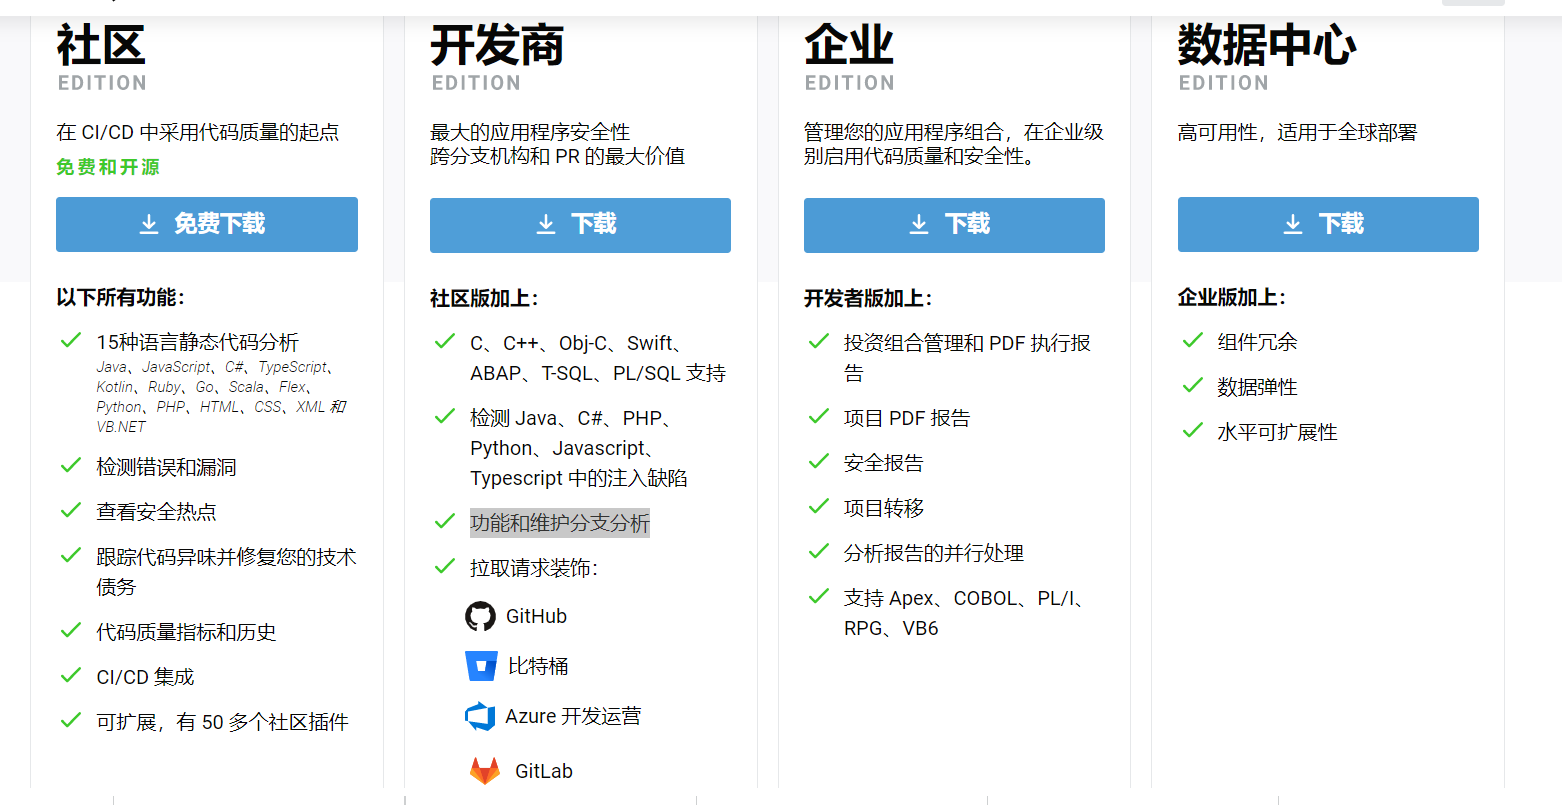 社区
EDITION
在 CI/CD 中采用代码质量的起点
免费和开源
免费下载
以下所有功能：
15种语言静态代码分析
Java、JavaScript、C#、TypeScript、
Kotlin、Ruby、Go、Scala、Flex、
Python、PHP、HTML、CSS、XML 和
VB.NET
检测错误和漏洞
查看安全热点
跟踪代码异味并修复您的技术
债务
代码质量指标和历史
CI/CD 集成
可扩展，有 50 多个社区插件
开发商
EDITION
最大的应用程序安全性
跨分支机构和 PR 的最大价值
下载
社区版加上：
C、C++、Obj-C、Swift、
ABAP、T-SQL、PL/SQL 支持
检测 Java、C#、PHP、
Python、Javascript、
Typescript 中的注入缺陷
功能和维护分支分析
拉取请求装饰：
GitHub
比特桶
Azure 开发运营
GitLab
企业
EDITION
管理您的应用程序组合，在企业级
别启用代码质量和安全性。
下载
开发者版加上：
投资组合管理和 PDF 执行报
告
项目 PDF 报告
安全报告
项目转移
分析报告的并行处理
支持 Apex、COBOL、PL/I、
RPG、VB6
数据中心
EDITION
高可用性，适用于全球部署
下载
企业版加上：
组件冗余
数据弹性
水平可扩展性